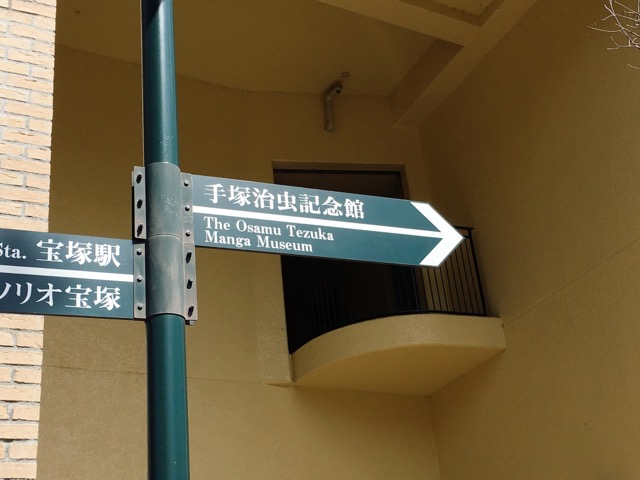 手塚治虫記念館
The Osamu Tezuka
Manga Museum
Sta. 宝塚駅
ソリオ宝塚